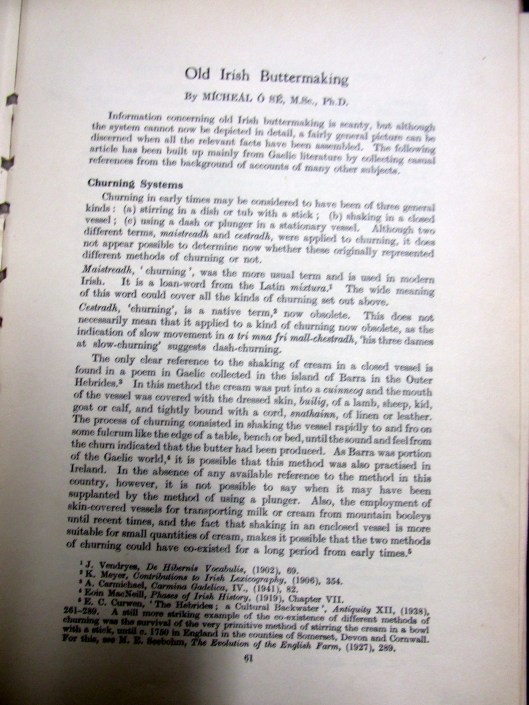 Old Irish Buttermaking
By MÍCHEÁL Ó SÉ, M.Sc., Ph.D.
Information concerning old Irish buttermaking is scanty, but although
the system cannot now be depicted in detail, a fairly general picture can be
discerned when all the relevant facts have been assembled. The following
article has been built up mainly from Gaelic literature by collecting casual
references from the background of accounts of many other subjects.
Churning Systems
Churning in early times may be considered to have been of three general
kinds: (a) stirring in a dish or tub with a stick; (b) shaking in a closed
vessel; (c) using a dash or plunger in a stationary vessel. Although two
different terms, maistreadh and cestradh, were applied to churning, it does
not appear possible to determine now whether these originally represented
different methods of churning or not.
Maistreadh, 'churning', was the more usual term and is used in modern
Irish. It is a loan-word from the Latin mixtura,¹ The wide meaning
of this word could cover all the kinds of churning set out above.
Cestradh, 'churning', is a native term,² now obsolete. This does not
necessarily mean that it applied to a kind of churning now obsolete, as the
indication of slow movement in a tri mna fri mall-chestradh, 'his three dames
at slow-churning' suggests dash-churning.
The only clear reference to the shaking of cream in a closed vessel is
found in a poem in Gaelic collected in the island of Barra in the Outer
Hebrides.³ In this method the cream was put into a cuinneog and the mouth
of the vessel was covered with the dressed skin, builig, of a lamb, sheep, kid,
goat or calf, and tightly bound with a cord, snathainn, of linen or leather.
The process of churning consisted in shaking the vessel rapidly to and fro on
some fulcrum like the edge of a table, bench or bed, until the sound and feel from
the churn indicated that the butter had been produced. As Barra was portion
of the Gaelic world,⁴ it is possible that this method was also practised in
Ireland. In the absence of any available reference to the method in this
country, however, it is not possible to say when it may have been
supplanted by the method of using a plunger. Also, the employment of
skin-covered vessels for transporting milk or cream from mountain booleys
until recent times, and the fact that shaking in an enclosed vessel is more
suitable for small quantities of cream, makes it possible that the two methods
of churning could have co-existed for a long period from early times.⁵
¹ J. Vendryes, De Hibernis Vocabulis, (1902), 69.
² K. Meyer, Contributions to Irish Lexicography, (1906), 354.
³ A. Carmichael, Carmina Gadelica, IV., (1941), 82.
⁴ Eoin MacNeill, Phases of Irish History, (1919), Chapter VII.
⁵ E. C. Curwen, 'The Hebrides; a Cultural Backwater', Antiquity XII, (1938),
261-289. A still more striking example of the co-existence of different methods of
churning was the survival of the very primitive method of stirring the cream in a bowl
with a stick, until c. 1750 in England in the counties of Somerset, Devon and Cornwall.
For this, see M. E. Seebohm, The Evolution of the English Farm, (1927), 289.
61